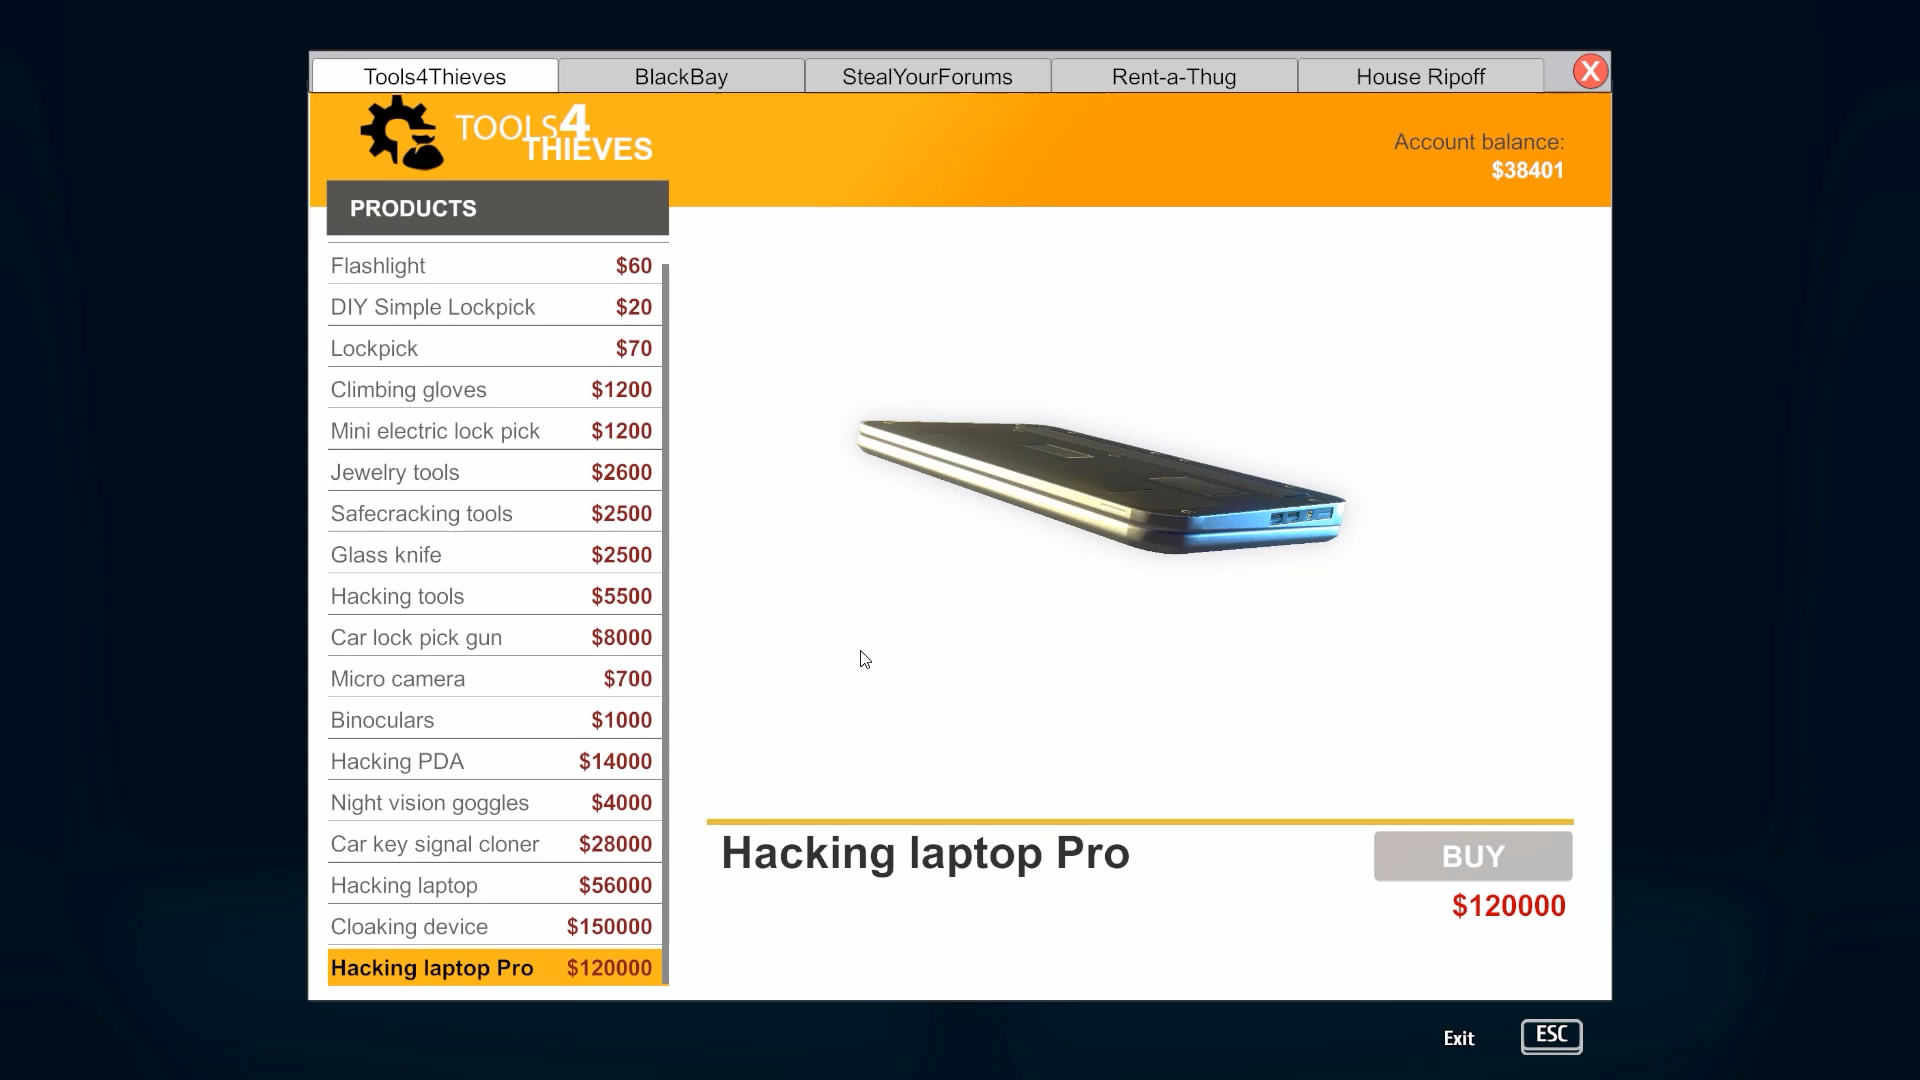 Tools4Thieves
BlackBay
StealYourForums
Rent-a-Thug
House Ripoff
X
TOOLS4
THIEVES
Account balance:
$38401
PRODUCTS
Flashlight $60
DIY Simple Lockpick $20
Lockpick $70
Climbing gloves $1200
Mini electric lock pick $1200
Jewelry tools $2600
Safecracking tools $2500
Glass knife $2500
Hacking tools $5500
Car lock pick gun $8000
Micro camera $700
Binoculars $1000
Hacking PDA $14000
Night vision goggles $4000
Car key signal cloner $28000
Hacking laptop $56000
Cloaking device $150000
Hacking laptop Pro $120000
Hacking laptop Pro
BUY
$120000
Exit ESC